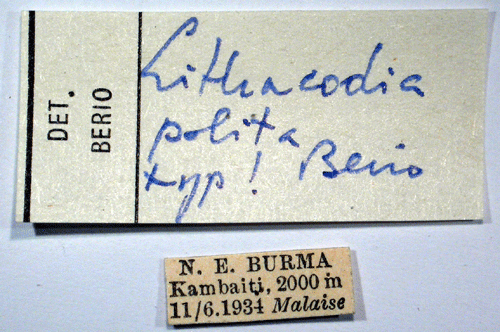 DET.
BERIO
Lithacodia
polita
typ! Berio
N. E. BURMA
Kambaiti, 2000 m
11/6.1934 Malaise